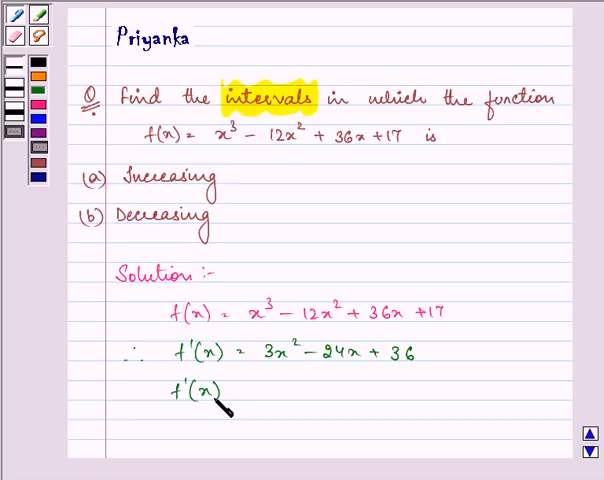 Priyanka
Q. Find the intervals in which the function
f(x) = x³ - 12x² + 36x + 17 is
(a) Increasing
(b) Decreasing
Solution :-
f(x) = x³ - 12x² + 36x + 17
∴ f'(x) = 3x² - 24x + 36
f'(x)